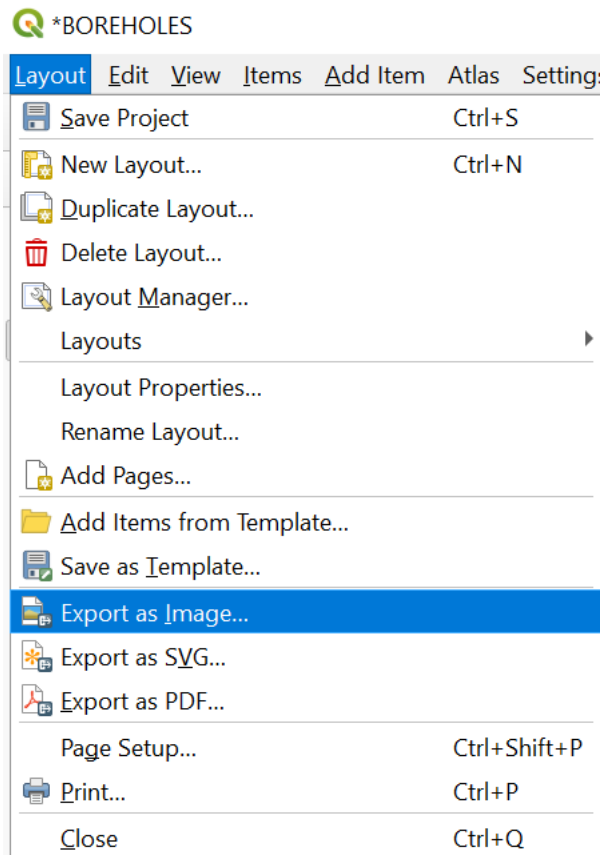 *BOREHOLES
Layout Edit View Items Add Item Atlas Settings
Save Project Ctrl+S
New Layout... Ctrl+N
Duplicate Layout...
Delete Layout...
Layout Manager...
Layouts
Layout Properties...
Rename Layout...
Add Pages...
Add Items from Template...
Save as Template...
Export as Image...
Export as SVG...
Export as PDF...
Page Setup... Ctrl+Shift+P
Print... Ctrl+P
Close Ctrl+Q